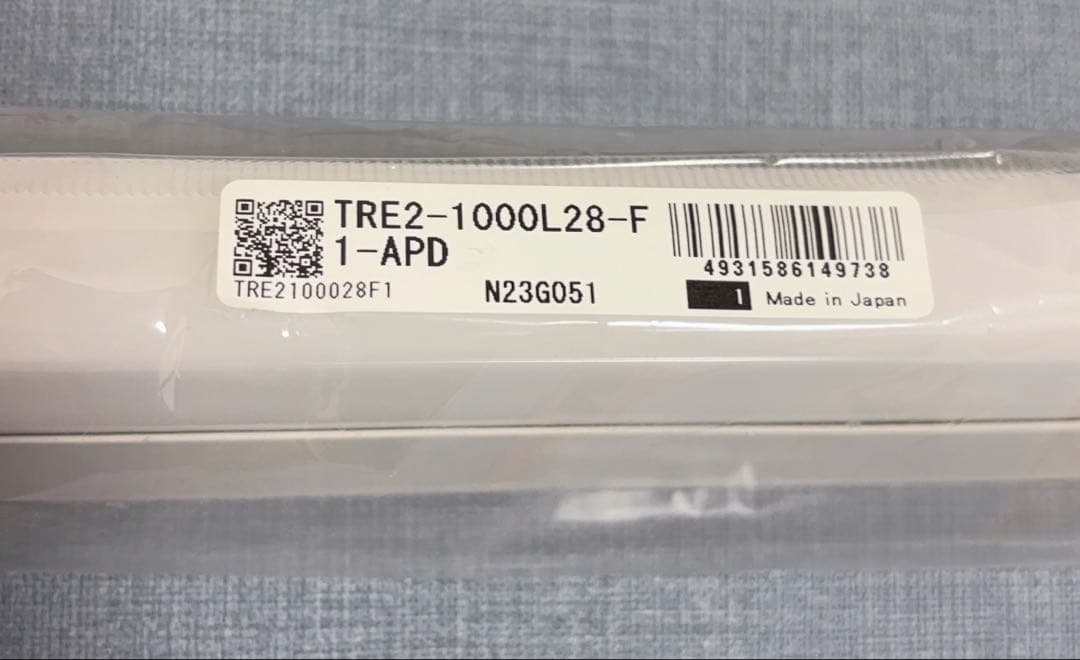 TRE2-1000L28-F
1-APD
TRE2100028F1
N23G051
4931586149738
1
Made in Japan